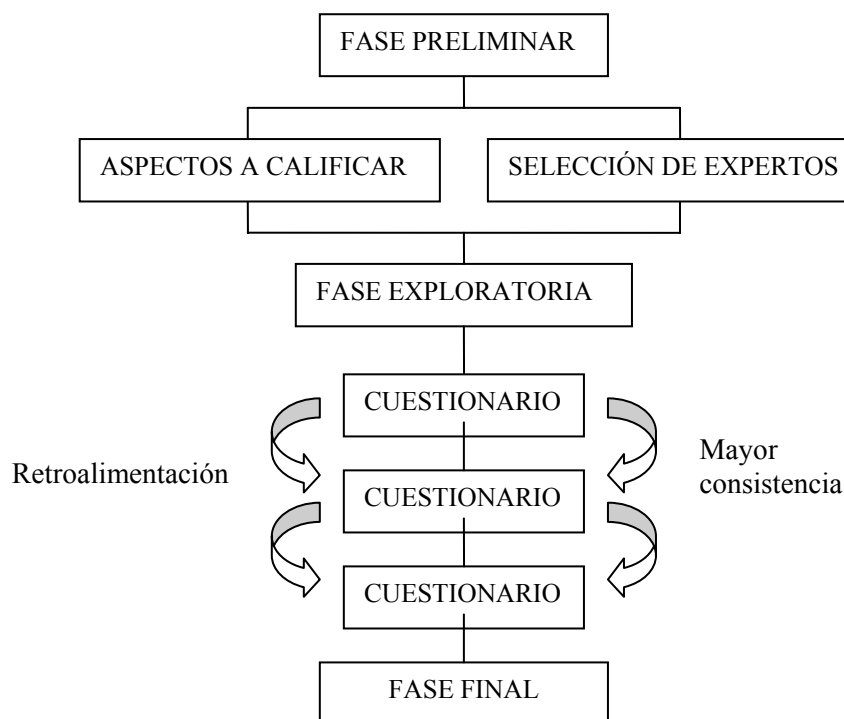 FASE PRELIMINAR
ASPECTOS A CALIFICAR
SELECCIÓN DE EXPERTOS
FASE EXPLORATORIA
CUESTIONARIO
Retroalimentación
Mayor
consistencia
CUESTIONARIO
CUESTIONARIO
FASE FINAL